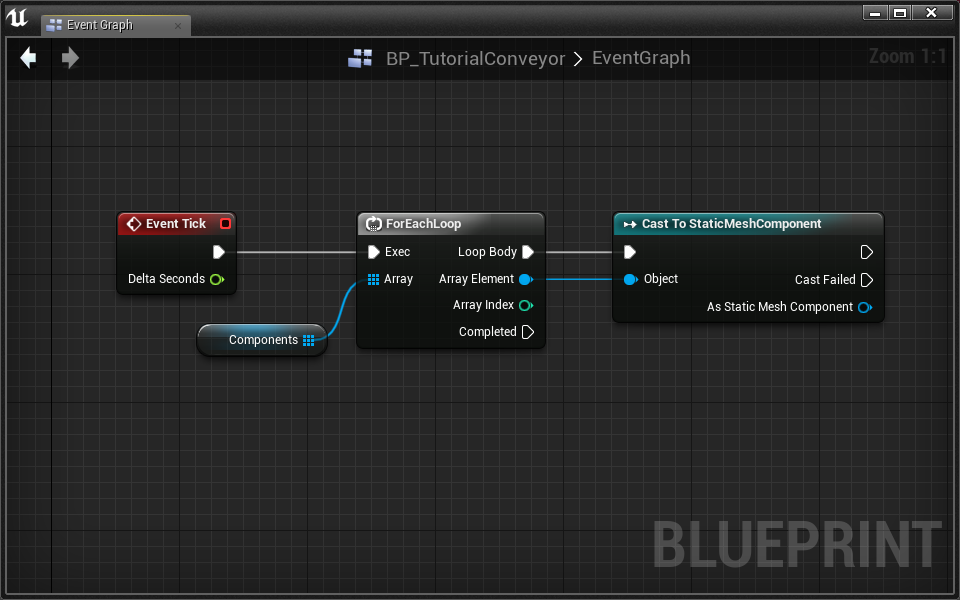 Event Graph
BP_TutorialConveyor > EventGraph
Zoom 1:1
Event Tick
Delta Seconds
Components
ForEachLoop
Exec
Loop Body
Array
Array Element
Array Index
Completed
Cast To StaticMeshComponent
Object
Cast Failed
As Static Mesh Component
BLUEPRINT